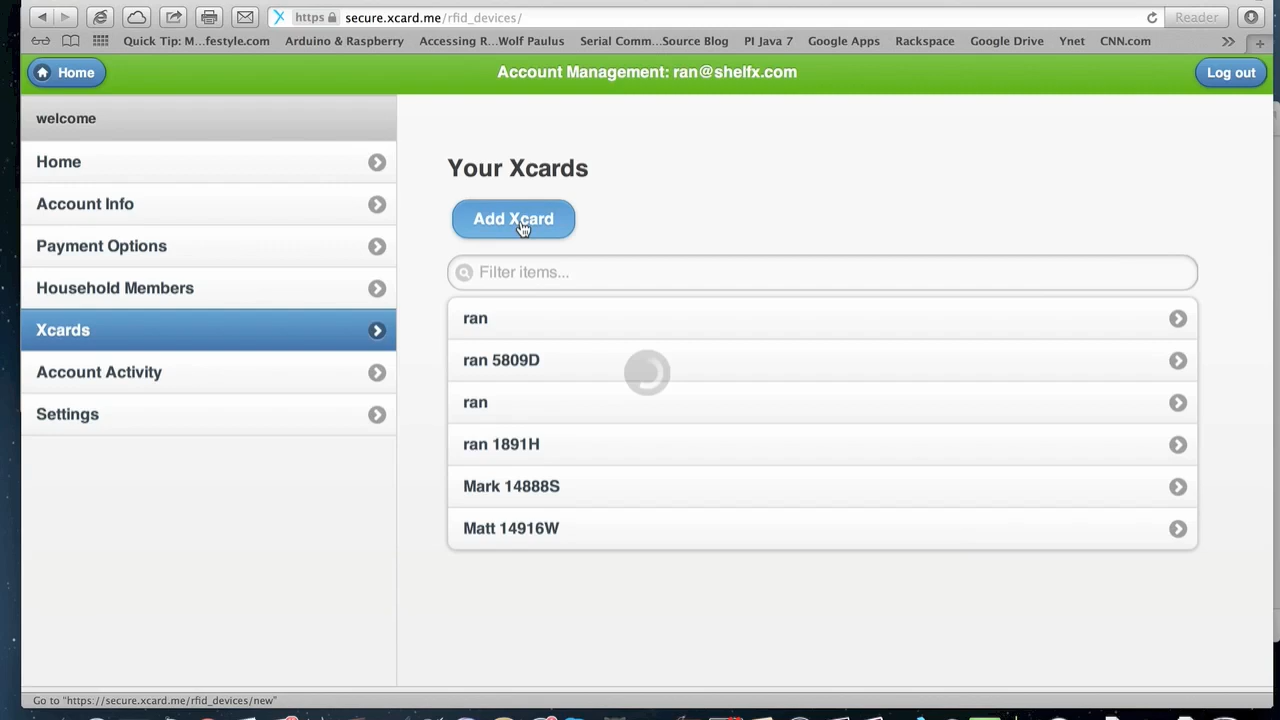 https secure.xcard.me/rfid_devices/
Reader
Quick Tip: M...festyle.com Arduino & Raspberry Accessing R...Wolf Paulus Serial Comm...Source Blog PI Java 7 Google Apps Rackspace Google Drive Ynet CNN.com
Home
Account Management: ran@shelfx.com
Log out
welcome
Home
Account Info
Payment Options
Household Members
Xcards
Account Activity
Settings
Your Xcards
Add Xcard
Filter items...
ran
ran 5809D
ran
ran 1891H
Mark 14888S
Matt 14916W
Go to "https://secure.xcard.me/rfid_devices/new"